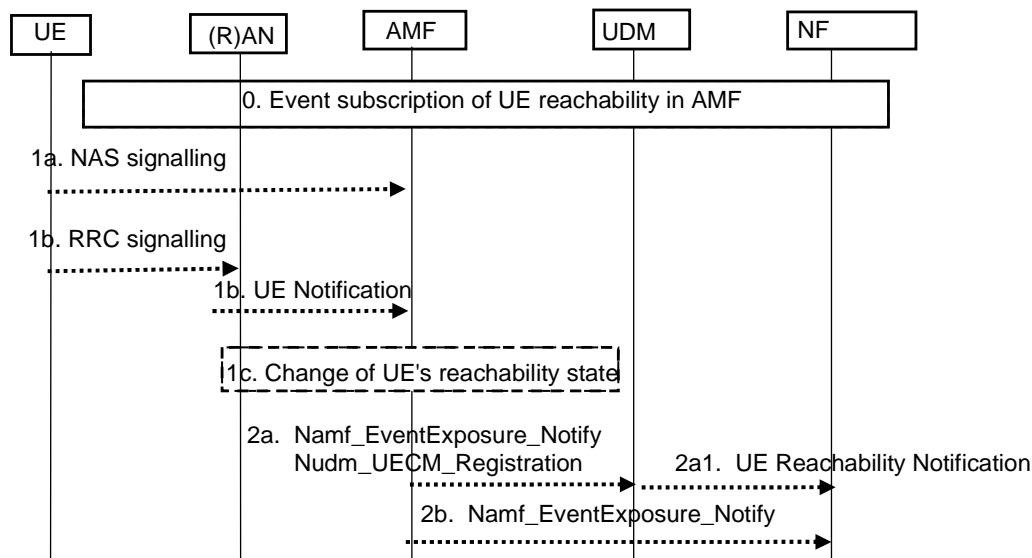 UE
(R)AN
AMF
UDM
NF
0. Event subscription of UE reachability in AMF
1a. NAS signalling
1b. RRC signalling
1b. UE Notification
1c. Change of UE's reachability state
2a. Namf_EventExposure_Notify
Nudm_UECM_Registration
2a1. UE Reachability Notification
2b. Namf_EventExposure_Notify